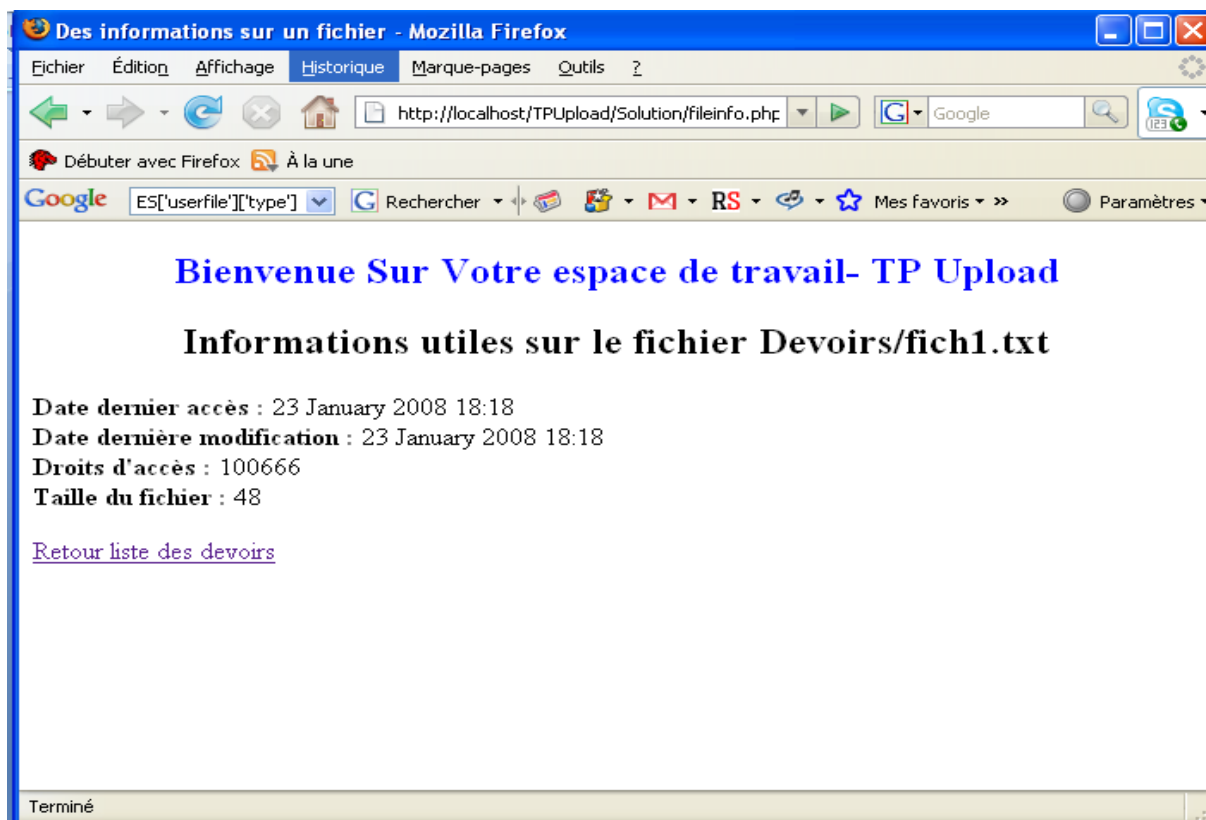 Des informations sur un fichier - Mozilla Firefox
Fichier Édition Affichage Historique Marque-pages Outils ?
http://localhost/TPUpload/Solution/fileinfo.php G Google 123
Débuter avec Firefox À la une
Google ES['userfile']['type'] G Rechercher RS Mes favoris » Paramètres
Bienvenue Sur Votre espace de travail- TP Upload
Informations utiles sur le fichier Devoirs/fich1.txt
Date dernier accès : 23 January 2008 18:18
Date dernière modification : 23 January 2008 18:18
Droits d'accès : 100666
Taille du fichier : 48
Retour liste des devoirs
Terminé